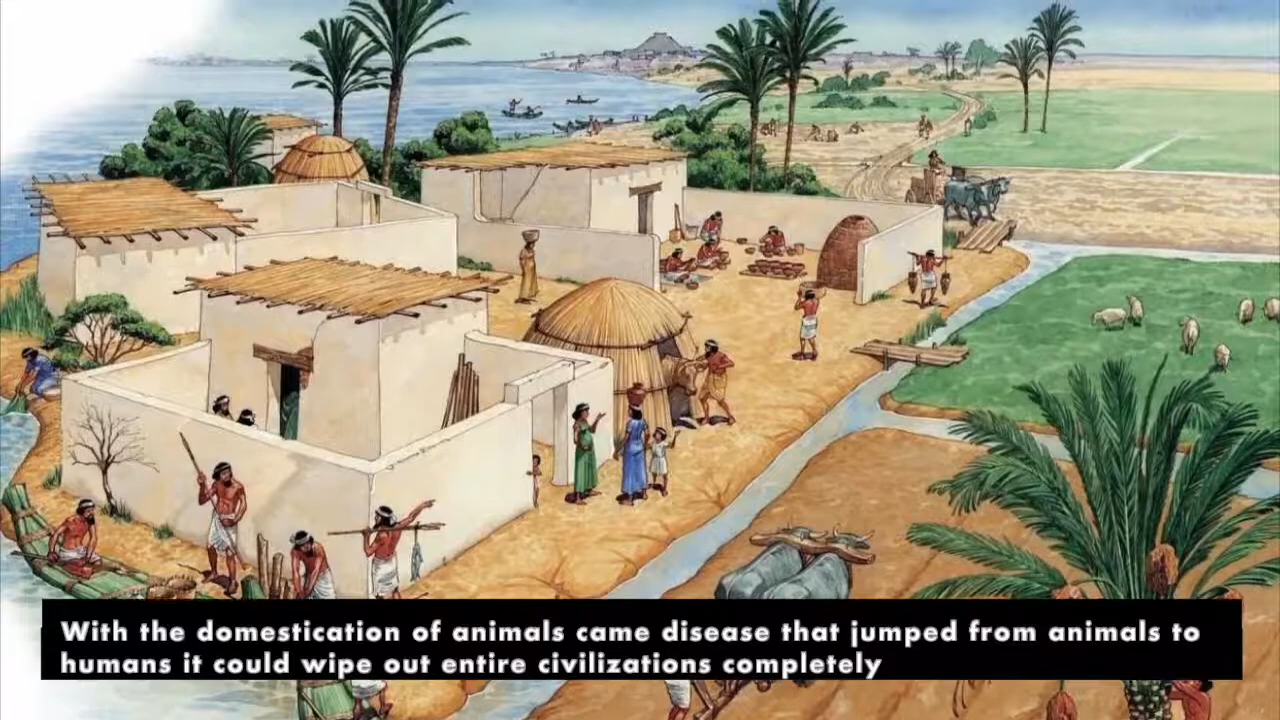 With the domestication of animals came disease that jumped from animals to
humans it could wipe out entire civilizations completely